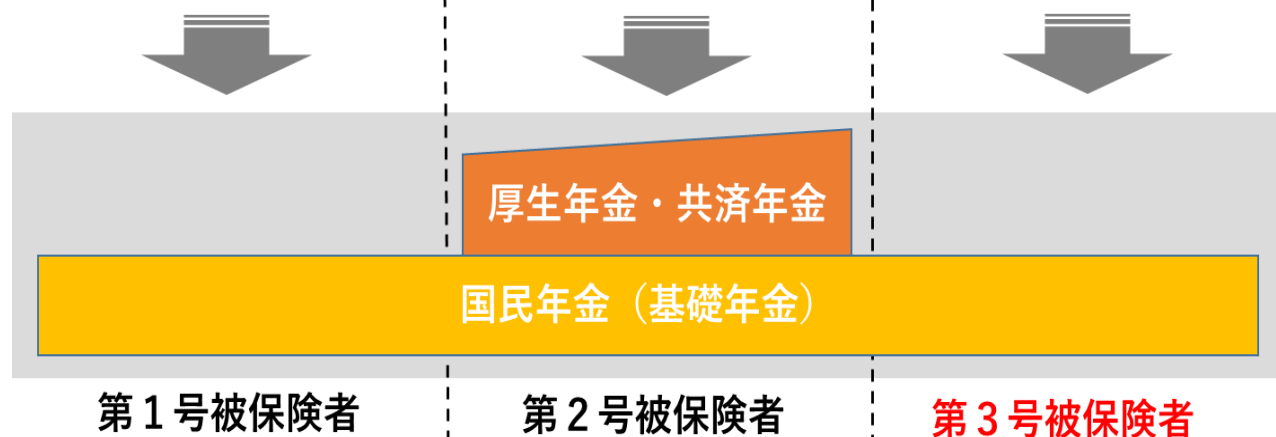 厚生年金・共済年金
国民年金（基礎年金）
第１号被保険者
第２号被保険者
第３号被保険者